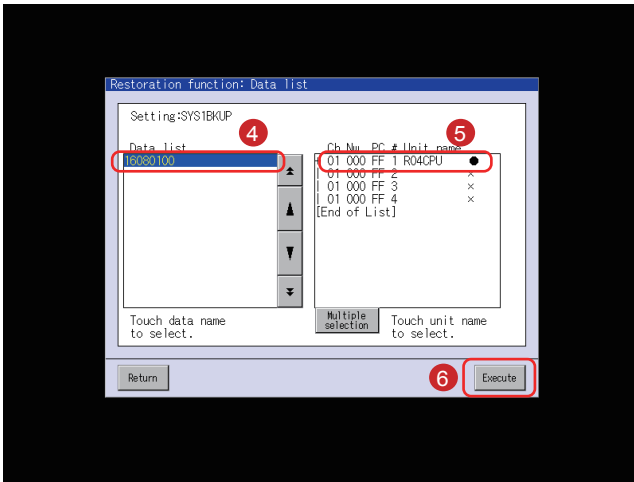 Restoration function: Data list
Setting:SYS1BKUP
4
5
Data list
Ch Nw PC # Unit name
16080100
+ 01 000 FF 1 R04CPU ●
| 01 000 FF 2 ×
| 01 000 FF 3 ×
| 01 000 FF 4 ×
[End of List]
Touch data name
to select.
Multiple
selection
Touch unit name
to select.
Return
6
Execute